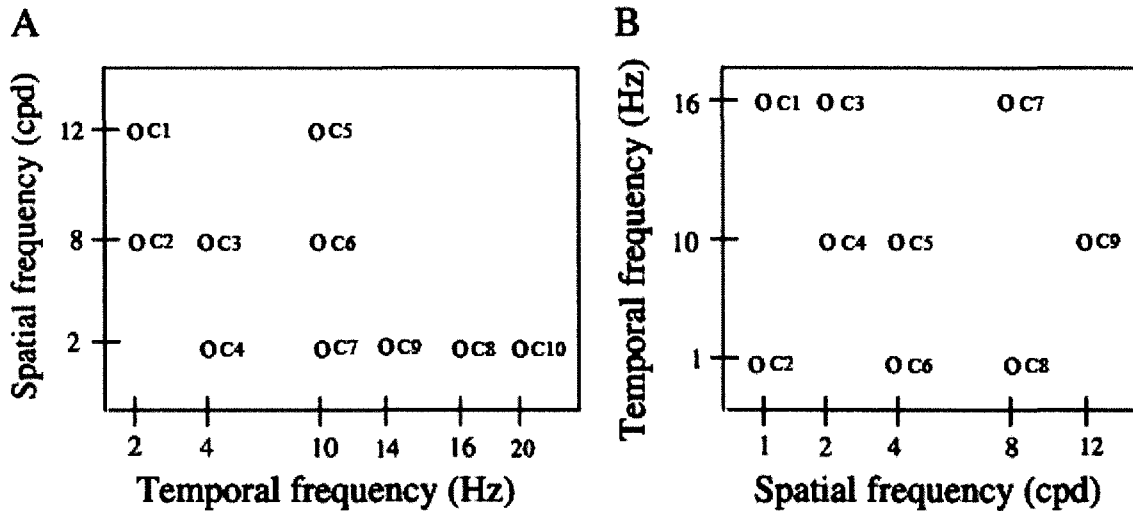 A
Spatial frequency (cpd)
12
8
2
C1
C5
C2
C3
C6
C4
C7
C9
C8
C10
2 4 10 14 16 20
Temporal frequency (Hz)
B
Temporal frequency (Hz)
16
10
1
C1
C3
C7
C4
C5
C9
C2
C6
C8
1 2 4 8 12
Spatial frequency (cpd)